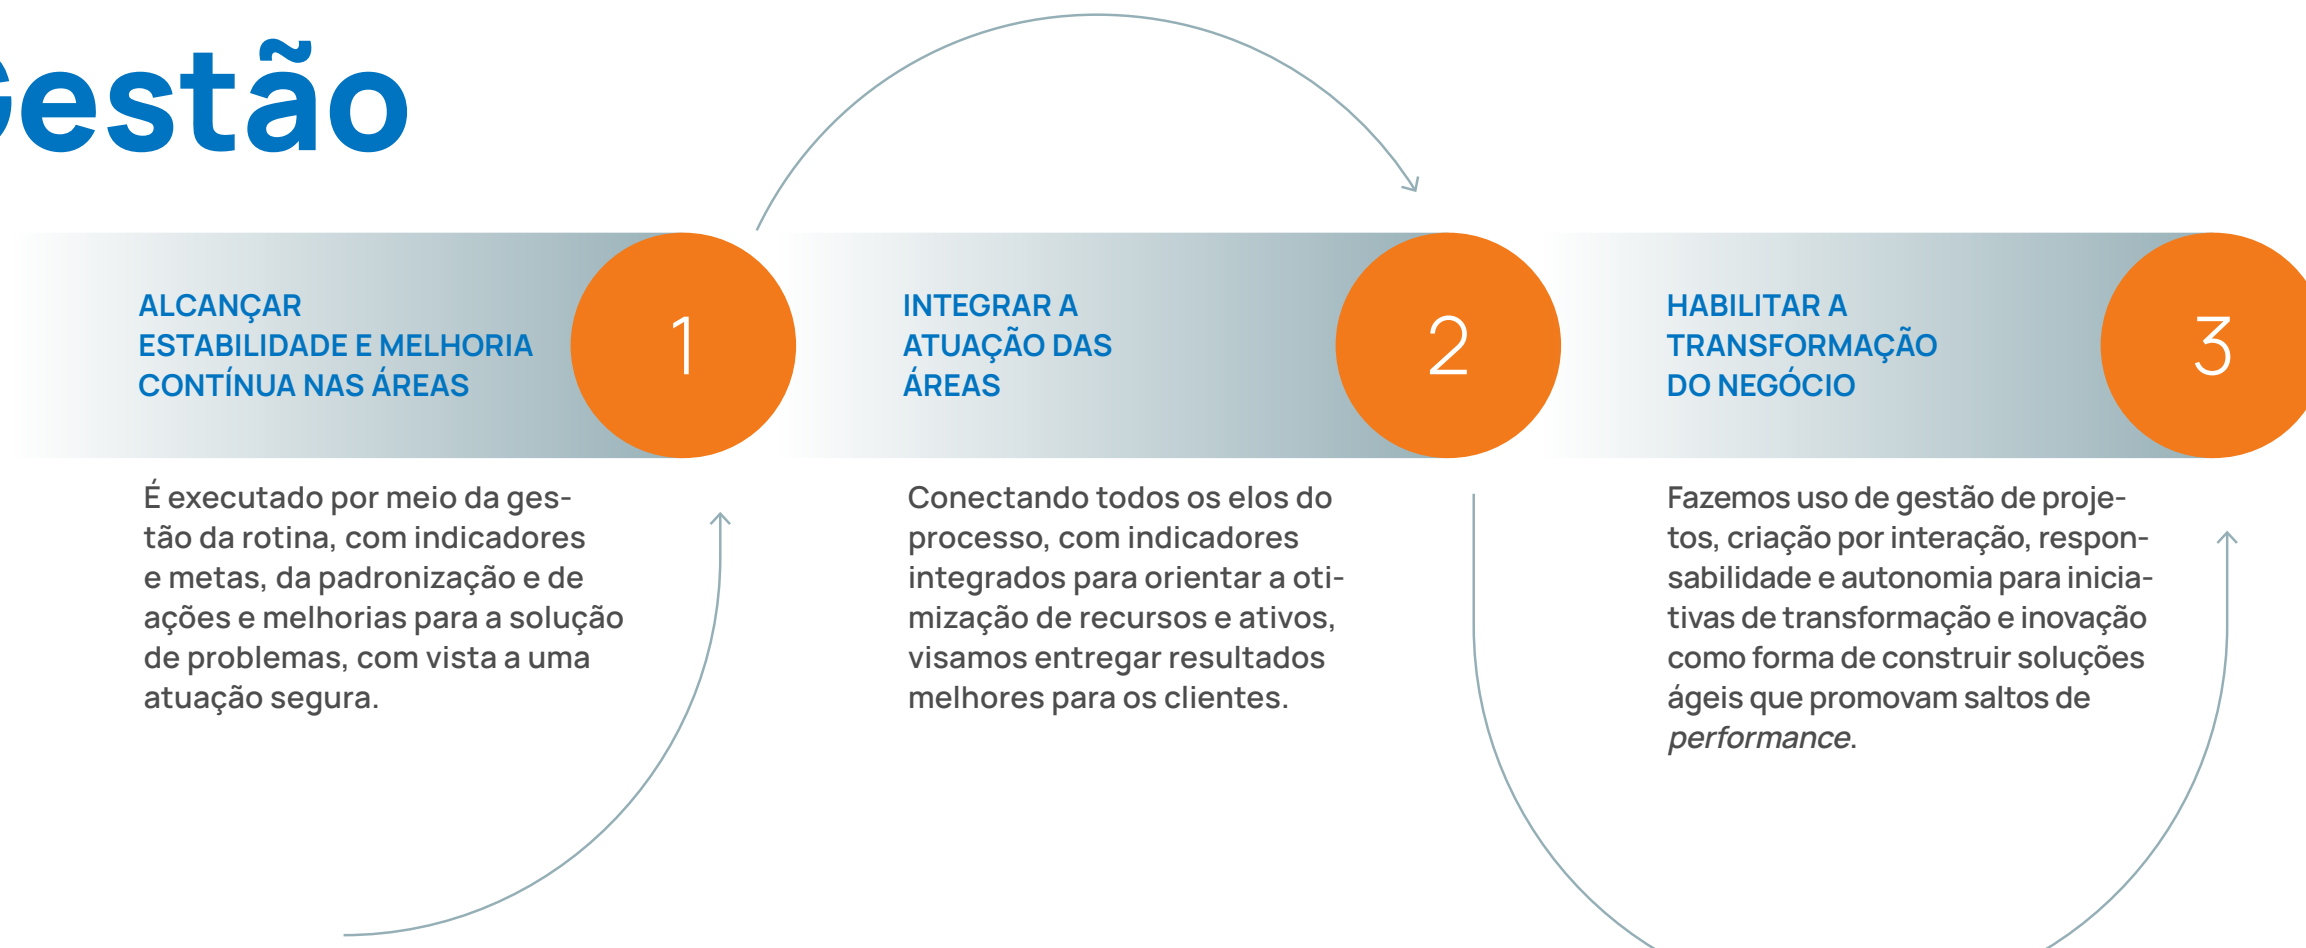 Gestão
ALCANÇAR
ESTABILIDADE E MELHORIA
CONTÍNUA NAS ÁREAS
1
É executado por meio da ges-
tão da rotina, com indicadores
e metas, da padronização e de
ações e melhorias para a solução
de problemas, com vista a uma
atuação segura.
INTEGRAR A
ATUAÇÃO DAS
ÁREAS
2
Conectando todos os elos do
processo, com indicadores
integrados para orientar a oti-
mização de recursos e ativos,
visamos entregar resultados
melhores para os clientes.
HABILITAR A
TRANSFORMAÇÃO
DO NEGÓCIO
3
Fazemos uso de gestão de proje-
tos, criação por interação, respon-
sabilidade e autonomia para inicia-
tivas de transformação e inovação
como forma de construir soluções
ágeis que promovam saltos de
performance.